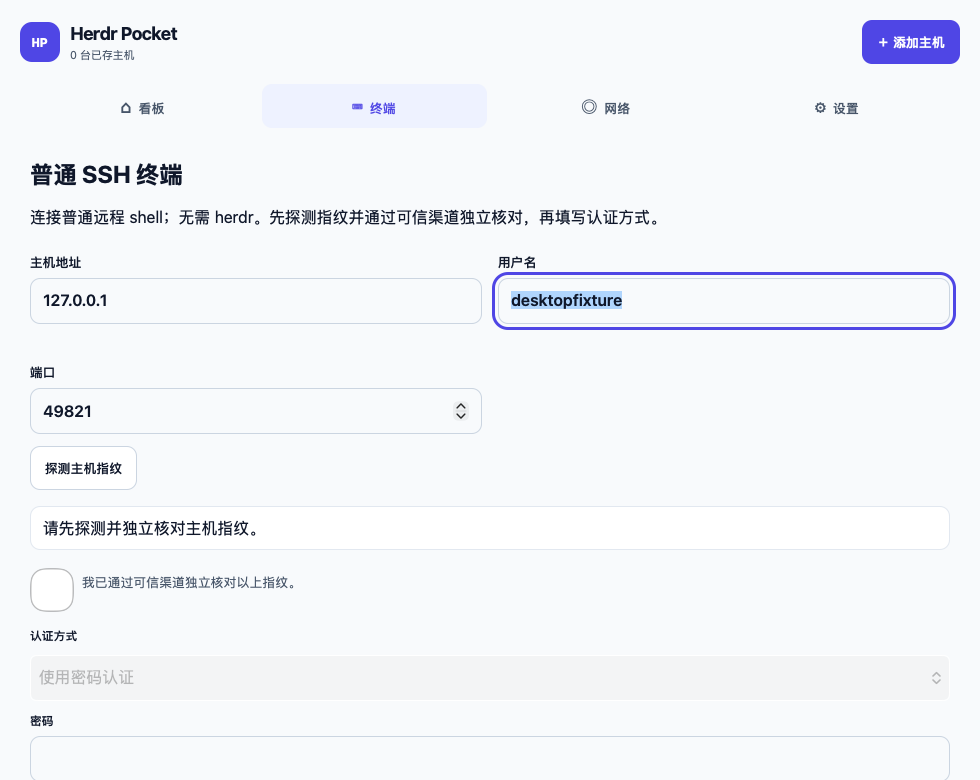 HP
Herdr Pocket
0 台已存主机
+ 添加主机
看板
终端
网络
设置
普通 SSH 终端
连接普通远程 shell；无需 herdr。先探测指纹并通过可信渠道独立核对，再填写认证方式。
主机地址
用户名
127.0.0.1
desktopfixture
端口
49821
探测主机指纹
请先探测并独立核对主机指纹。
我已通过可信渠道独立核对以上指纹。
认证方式
使用密码认证
密码